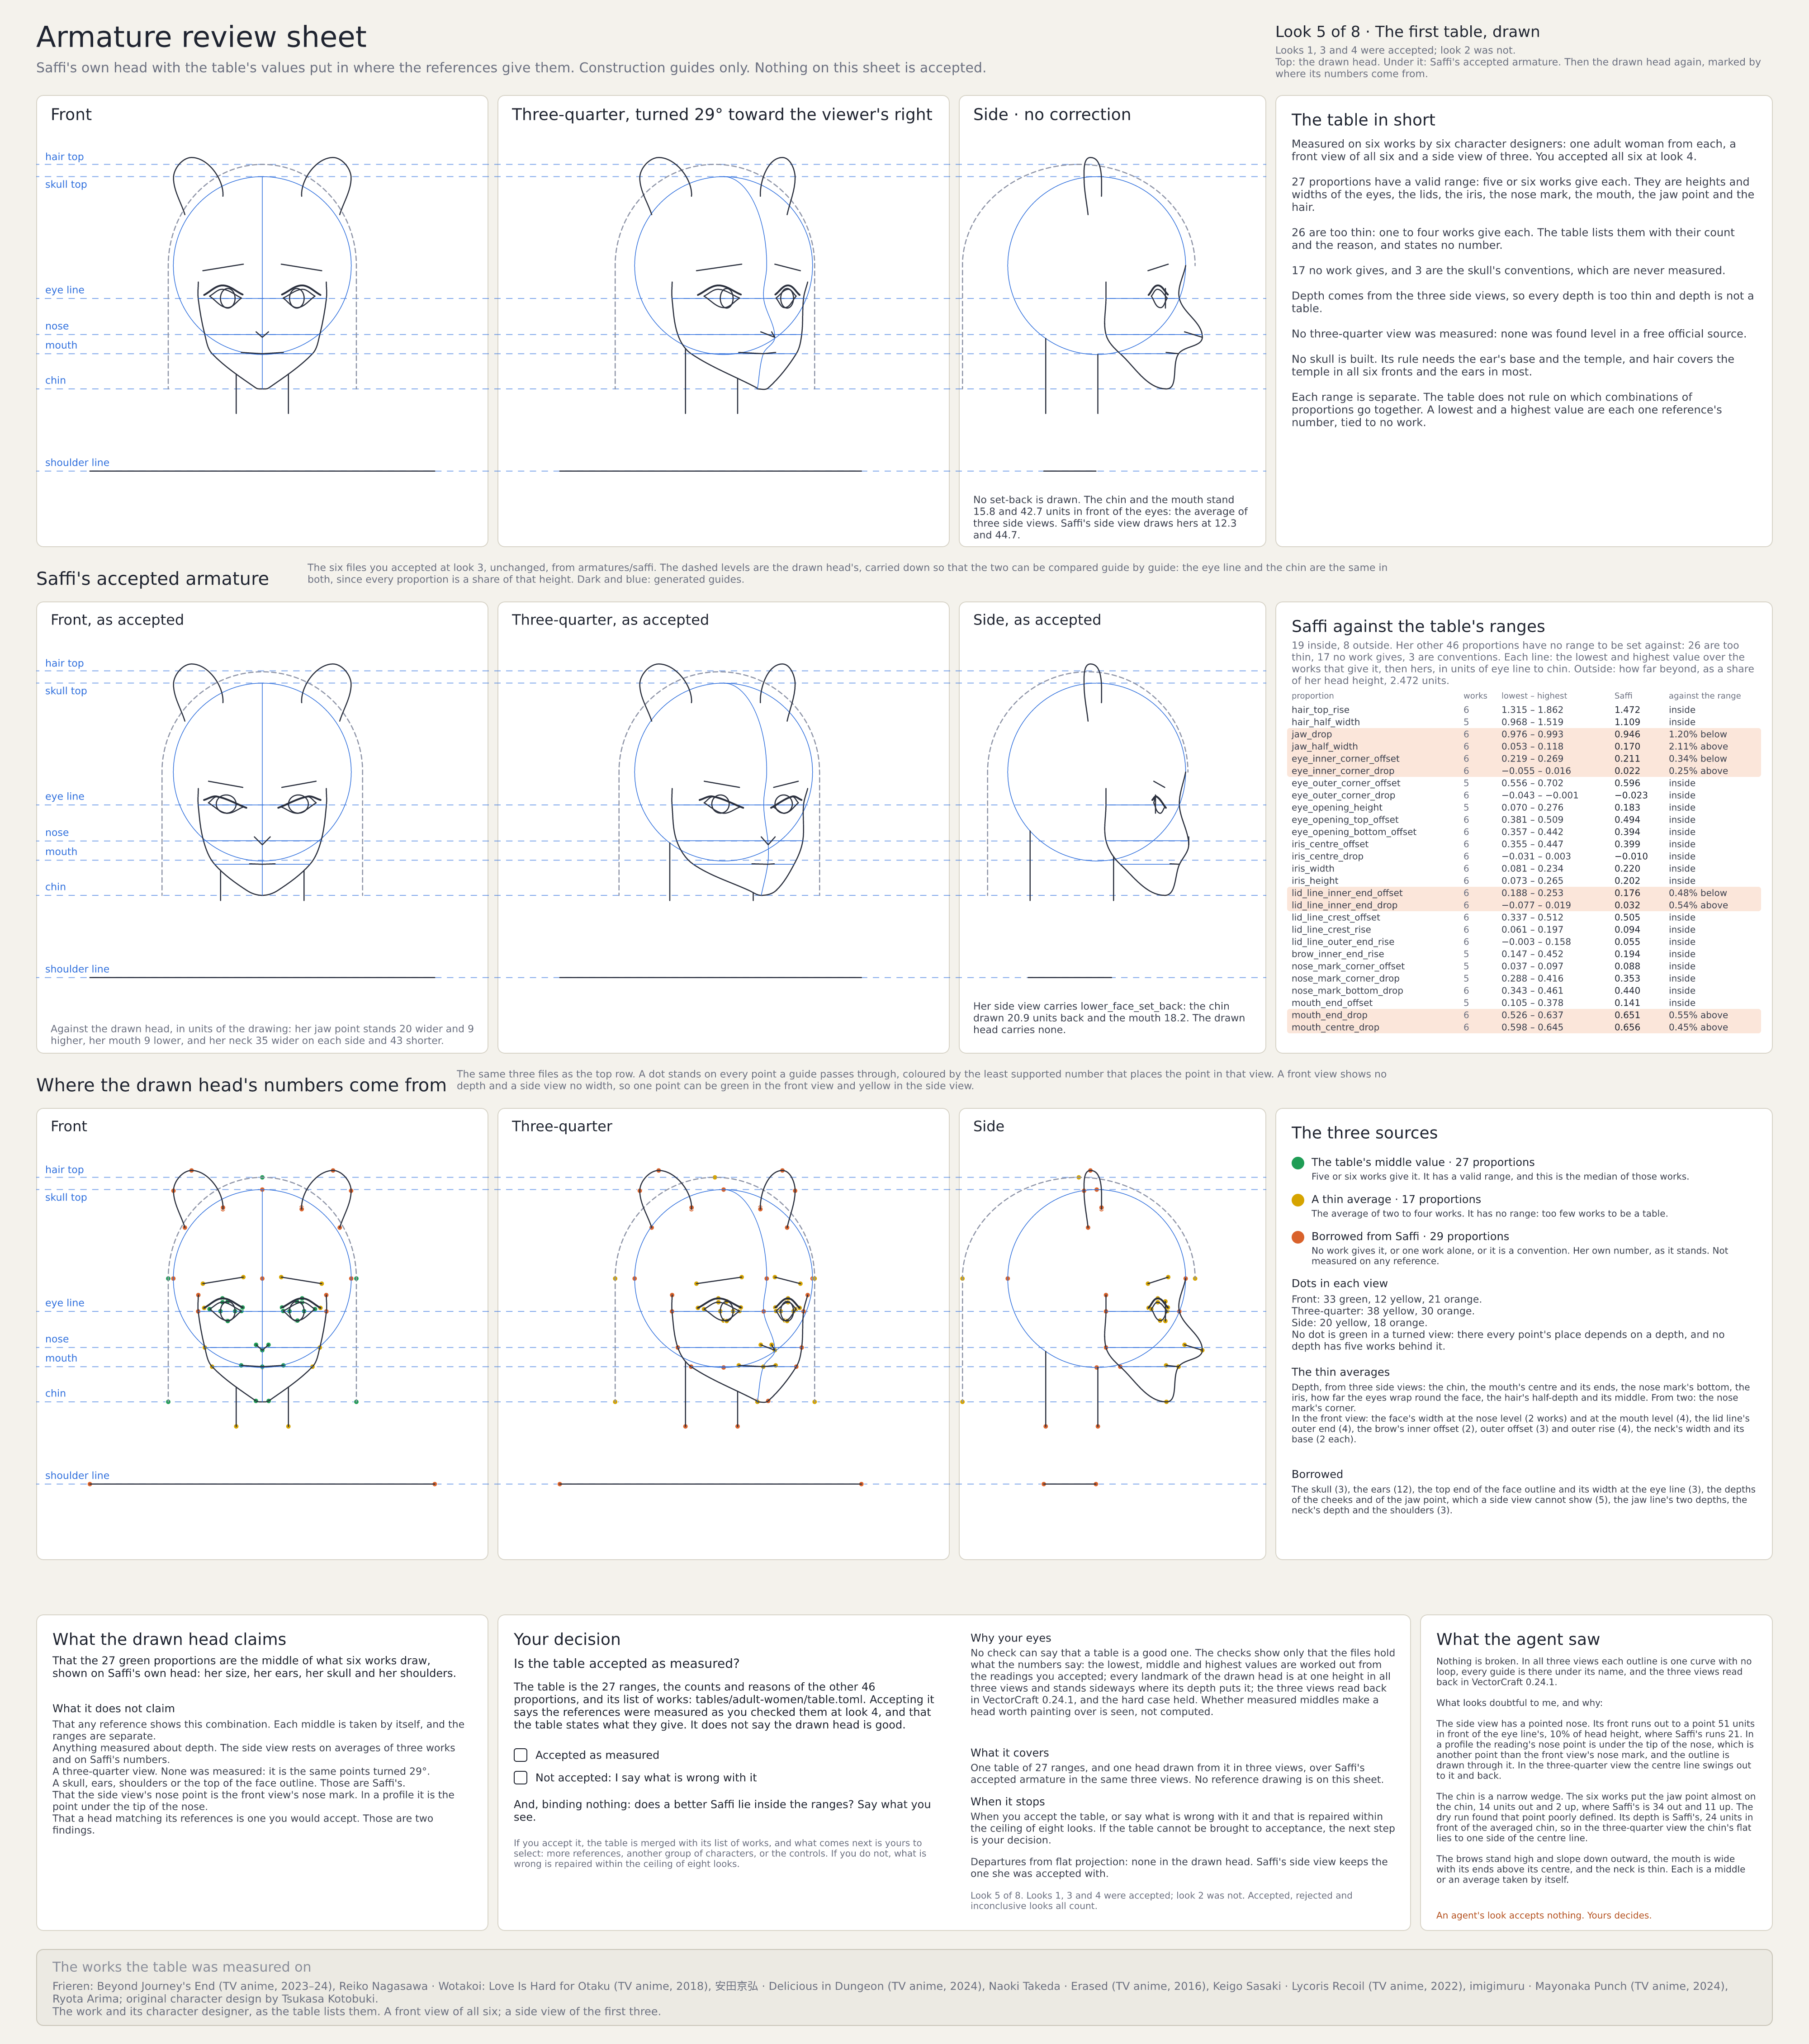 Armature review sheet
Saffi's own head with the table's values put in where the references give them. Construction guides only. Nothing on this sheet is accepted.
Look 5 of 8 · The first table, drawn
Looks 1, 3 and 4 were accepted; look 2 was not.
Top: the drawn head. Under it: Saffi's accepted armature. Then the drawn head again, marked by
where its numbers come from.
Front
hair top
skull top
eye line
nose
mouth
chin
shoulder line
Three-quarter, turned 29° toward the viewer's right
Side · no correction
No set-back is drawn. The chin and the mouth stand
15.8 and 42.7 units in front of the eyes: the average of
three side views. Saffi's side view draws hers at 12.3
and 44.7.
The table in short
Measured on six works by six character designers: one adult woman from each, a
front view of all six and a side view of three. You accepted all six at look 4.
27 proportions have a valid range: five or six works give each. They are heights and
widths of the eyes, the lids, the iris, the nose mark, the mouth, the jaw point and the
hair.
26 are too thin: one to four works give each. The table lists them with their count
and the reason, and states no number.
17 no work gives, and 3 are the skull's conventions, which are never measured.
Depth comes from the three side views, so every depth is too thin and depth is not a
table.
No three-quarter view was measured: none was found level in a free official source.
No skull is built. Its rule needs the ear's base and the temple, and hair covers the
temple in all six fronts and the ears in most.
Each range is separate. The table does not rule on which combinations of
proportions go together. A lowest and a highest value are each one reference's
number, tied to no work.
Saffi's accepted armature
The six files you accepted at look 3, unchanged, from armatures/saffi. The dashed levels are the drawn head's, carried down so that the two can be compared guide by guide: the eye line and the chin are the same in
both, since every proportion is a share of that height. Dark and blue: generated guides.
Front, as accepted
hair top
skull top
eye line
nose
mouth
chin
shoulder line
Against the drawn head, in units of the drawing: her jaw point stands 20 wider and 9
higher, her mouth 9 lower, and her neck 35 wider on each side and 43 shorter.
Three-quarter, as accepted
Side, as accepted
Her side view carries lower_face_set_back: the chin
drawn 20.9 units back and the mouth 18.2. The drawn
head carries none.
Saffi against the table's ranges
19 inside, 8 outside. Her other 46 proportions have no range to be set against: 26 are too
thin, 17 no work gives, 3 are conventions. Each line: the lowest and highest value over the
works that give it, then hers, in units of eye line to chin. Outside: how far beyond, as a share
of her head height, 2.472 units.
proportion works lowest – highest Saffi against the range
hair_top_rise 6 1.315 – 1.862 1.472 inside
hair_half_width 5 0.968 – 1.519 1.109 inside
jaw_drop 6 0.976 – 0.993 0.946 1.20% below
jaw_half_width 6 0.053 – 0.118 0.170 2.11% above
eye_inner_corner_offset 6 0.219 – 0.269 0.211 0.34% below
eye_inner_corner_drop 6 −0.055 – 0.016 0.022 0.25% above
eye_outer_corner_offset 5 0.556 – 0.702 0.596 inside
eye_outer_corner_drop 6 −0.043 – −0.001 −0.023 inside
eye_opening_height 5 0.070 – 0.276 0.183 inside
eye_opening_top_offset 6 0.381 – 0.509 0.494 inside
eye_opening_bottom_offset 6 0.357 – 0.442 0.394 inside
iris_centre_offset 6 0.355 – 0.447 0.399 inside
iris_centre_drop 6 −0.031 – 0.003 −0.010 inside
iris_width 6 0.081 – 0.234 0.220 inside
iris_height 6 0.073 – 0.265 0.202 inside
lid_line_inner_end_offset 6 0.188 – 0.253 0.176 0.48% below
lid_line_inner_end_drop 6 −0.077 – 0.019 0.032 0.54% above
lid_line_crest_offset 6 0.337 – 0.512 0.505 inside
lid_line_crest_rise 6 0.061 – 0.197 0.094 inside
lid_line_outer_end_rise 6 −0.003 – 0.158 0.055 inside
brow_inner_end_rise 5 0.147 – 0.452 0.194 inside
nose_mark_corner_offset 5 0.037 – 0.097 0.088 inside
nose_mark_corner_drop 5 0.288 – 0.416 0.353 inside
nose_mark_bottom_drop 6 0.343 – 0.461 0.440 inside
mouth_end_offset 5 0.105 – 0.378 0.141 inside
mouth_end_drop 6 0.526 – 0.637 0.651 0.55% above
mouth_centre_drop 6 0.598 – 0.645 0.656 0.45% above
Where the drawn head's numbers come from
The same three files as the top row. A dot stands on every point a guide passes through, coloured by the least supported number that places the point in that view. A front view shows no
depth and a side view no width, so one point can be green in the front view and yellow in the side view.
Front
hair top
skull top
eye line
nose
mouth
chin
shoulder line
Three-quarter
Side
The three sources
The table's middle value · 27 proportions
Five or six works give it. It has a valid range, and this is the median of those works.
A thin average · 17 proportions
The average of two to four works. It has no range: too few works to be a table.
Borrowed from Saffi · 29 proportions
No work gives it, or one work alone, or it is a convention. Her own number, as it stands. Not
measured on any reference.
Dots in each view
Front: 33 green, 12 yellow, 21 orange.
Three-quarter: 38 yellow, 30 orange.
Side: 20 yellow, 18 orange.
No dot is green in a turned view: there every point's place depends on a depth, and no
depth has five works behind it.
The thin averages
Depth, from three side views: the chin, the mouth's centre and its ends, the nose mark's bottom, the
iris, how far the eyes wrap round the face, the hair's half-depth and its middle. From two: the nose
mark's corner.
In the front view: the face's width at the nose level (2 works) and at the mouth level (4), the lid line's
outer end (4), the brow's inner offset (2), outer offset (3) and outer rise (4), the neck's width and its
base (2 each).
Borrowed
The skull (3), the ears (12), the top end of the face outline and its width at the eye line (3), the depths
of the cheeks and of the jaw point, which a side view cannot show (5), the jaw line's two depths, the
neck's depth and the shoulders (3).
What the drawn head claims
That the 27 green proportions are the middle of what six works draw,
shown on Saffi's own head: her size, her ears, her skull and her shoulders.
What it does not claim
That any reference shows this combination. Each middle is taken by itself, and the
ranges are separate.
Anything measured about depth. The side view rests on averages of three works
and on Saffi's numbers.
A three-quarter view. None was measured: it is the same points turned 29°.
A skull, ears, shoulders or the top of the face outline. Those are Saffi's.
That the side view's nose point is the front view's nose mark. In a profile it is the
point under the tip of the nose.
That a head matching its references is one you would accept. Those are two
findings.
Your decision
Is the table accepted as measured?
The table is the 27 ranges, the counts and reasons of the other 46
proportions, and its list of works: tables/adult-women/table.toml. Accepting it
says the references were measured as you checked them at look 4, and that
the table states what they give. It does not say the drawn head is good.
Accepted as measured
Not accepted: I say what is wrong with it
And, binding nothing: does a better Saffi lie inside the ranges? Say what you
see.
If you accept it, the table is merged with its list of works, and what comes next is yours to
select: more references, another group of characters, or the controls. If you do not, what is
wrong is repaired within the ceiling of eight looks.
Why your eyes
No check can say that a table is a good one. The checks show only that the files hold
what the numbers say: the lowest, middle and highest values are worked out from
the readings you accepted; every landmark of the drawn head is at one height in all
three views and stands sideways where its depth puts it; the three views read back
in VectorCraft 0.24.1, and the hard case held. Whether measured middles make a
head worth painting over is seen, not computed.
What it covers
One table of 27 ranges, and one head drawn from it in three views, over Saffi's
accepted armature in the same three views. No reference drawing is on this sheet.
When it stops
When you accept the table, or say what is wrong with it and that is repaired within
the ceiling of eight looks. If the table cannot be brought to acceptance, the next step
is your decision.
Departures from flat projection: none in the drawn head. Saffi's side view keeps the
one she was accepted with.
Look 5 of 8. Looks 1, 3 and 4 were accepted; look 2 was not. Accepted, rejected and
inconclusive looks all count.
What the agent saw
Nothing is broken. In all three views each outline is one curve with no
loop, every guide is there under its name, and the three views read
back in VectorCraft 0.24.1.
What looks doubtful to me, and why:
The side view has a pointed nose. Its front runs out to a point 51 units
in front of the eye line's, 10% of head height, where Saffi's runs 21. In
a profile the reading's nose point is under the tip of the nose, which is
another point than the front view's nose mark, and the outline is
drawn through it. In the three-quarter view the centre line swings out
to it and back.
The chin is a narrow wedge. The six works put the jaw point almost on
the chin, 14 units out and 2 up, where Saffi's is 34 out and 11 up. The
dry run found that point poorly defined. Its depth is Saffi's, 24 units in
front of the averaged chin, so in the three-quarter view the chin's flat
lies to one side of the centre line.
The brows stand high and slope down outward, the mouth is wide
with its ends above its centre, and the neck is thin. Each is a middle
or an average taken by itself.
An agent's look accepts nothing. Yours decides.
The works the table was measured on
Frieren: Beyond Journey's End (TV anime, 2023–24), Reiko Nagasawa · Wotakoi: Love Is Hard for Otaku (TV anime, 2018), 安田京弘 · Delicious in Dungeon (TV anime, 2024), Naoki Takeda · Erased (TV anime, 2016), Keigo Sasaki · Lycoris Recoil (TV anime, 2022), imigimuru · Mayonaka Punch (TV anime, 2024),
Ryota Arima; original character design by Tsukasa Kotobuki.
The work and its character designer, as the table lists them. A front view of all six; a side view of the first three.